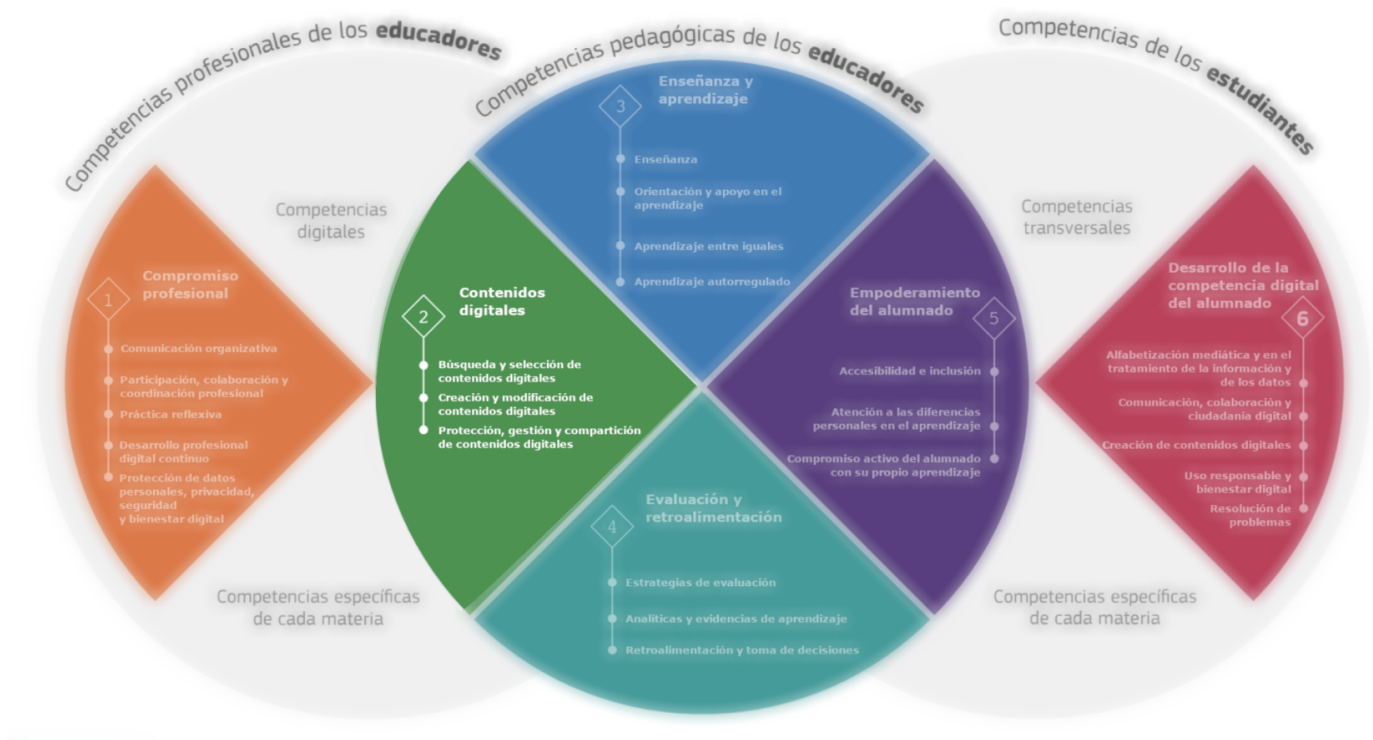 Competencias profesionales de los educadores
Competencias pedagógicas de los educadores
Competencias de los estudiantes
Competencias
digitales
Competencias específicas
de cada materia
1
Compromiso
profesional
Comunicación organizativa
Participación, colaboración y
coordinación profesional
Práctica reflexiva
Desarrollo profesional
digital continuo
Protección de datos
personales, privacidad,
seguridad
y bienestar digital
2
Contenidos
digitales
Búsqueda y selección de
contenidos digitales
Creación y modificación de
contenidos digitales
Protección, gestión y compartición
de contenidos digitales
3
Enseñanza y
aprendizaje
Enseñanza
Orientación y apoyo en el
aprendizaje
Aprendizaje entre iguales
Aprendizaje autorregulado
4
Evaluación y
retroalimentación
Estrategias de evaluación
Analíticas y evidencias de aprendizaje
Retroalimentación y toma de decisiones
5
Empoderamiento
del alumnado
Accesibilidad e inclusión
Atención a las diferencias
personales en el aprendizaje
Compromiso activo del alumnado
con su propio aprendizaje
Competencias
transversales
Competencias específicas
de cada materia
6
Desarrollo de la
competencia digital
del alumnado
Alfabetización mediática y en el
tratamiento de la información y
de los datos
Comunicación, colaboración y
ciudadanía digital
Creación de contenidos digitales
Uso responsable y
bienestar digital
Resolución de
problemas